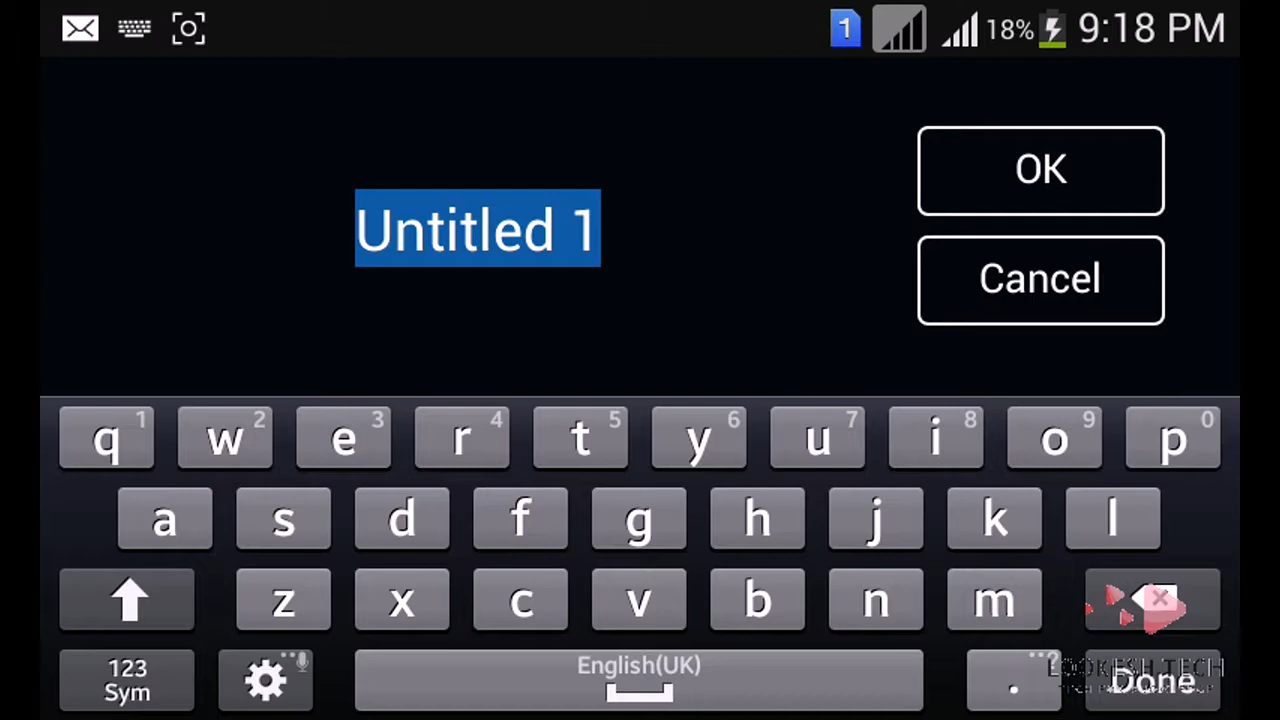 1 18% 9:18 PM
OK
Untitled 1
Cancel
q 1 w 2 e 3 r 4 t 5 y 6 u 7 i 8 o 9 p 0
a s d f g h j k l
z x c v b n m
123
Sym
English(UK)
. ?
Done
LOOKESH TECH